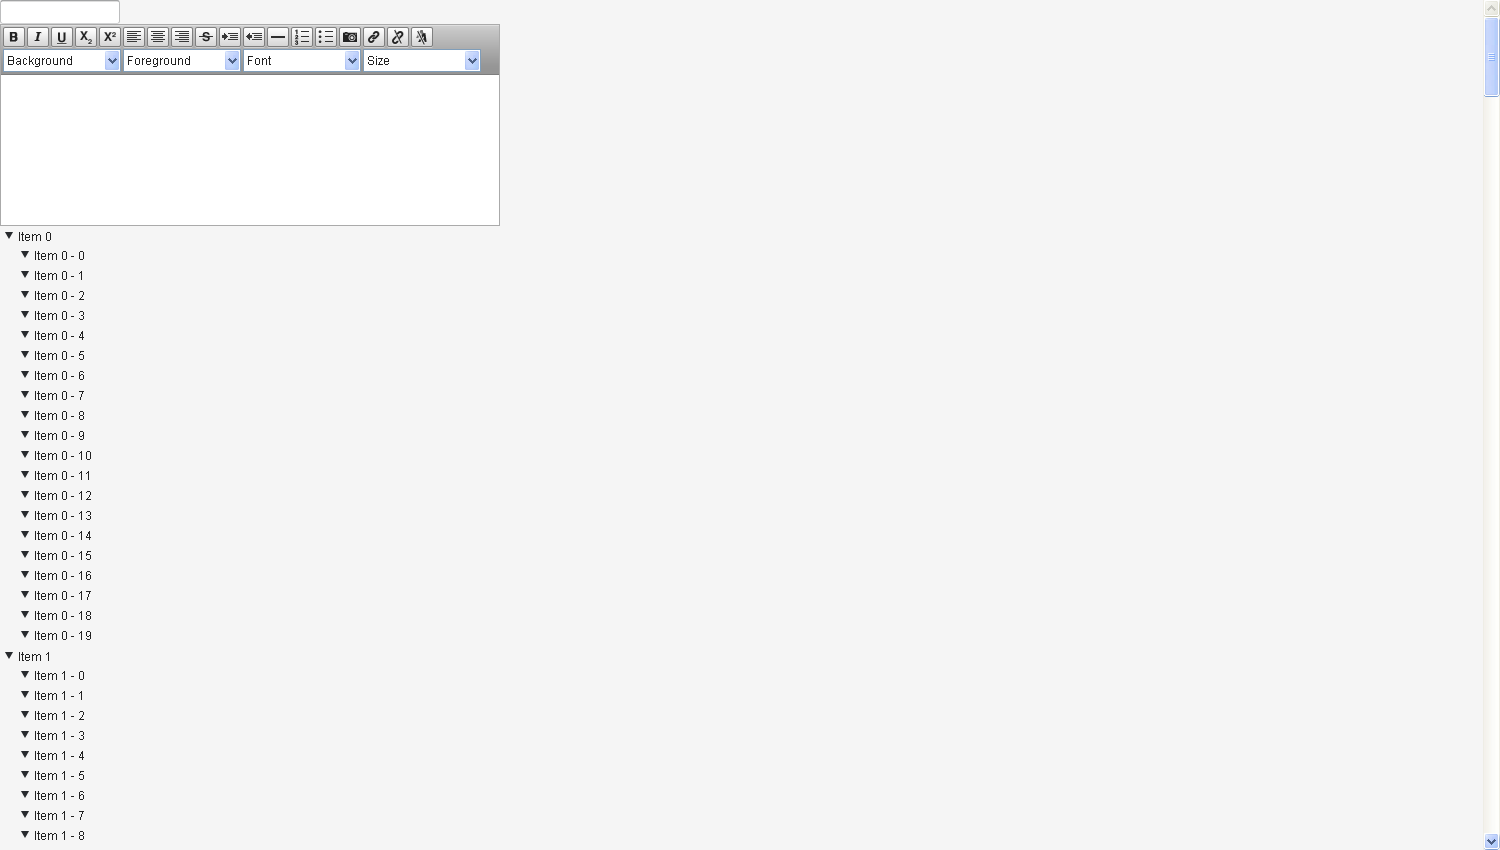 B I U X₂ X² S
Background Foreground Font Size
Item 0
Item 0 - 0
Item 0 - 1
Item 0 - 2
Item 0 - 3
Item 0 - 4
Item 0 - 5
Item 0 - 6
Item 0 - 7
Item 0 - 8
Item 0 - 9
Item 0 - 10
Item 0 - 11
Item 0 - 12
Item 0 - 13
Item 0 - 14
Item 0 - 15
Item 0 - 16
Item 0 - 17
Item 0 - 18
Item 0 - 19
Item 1
Item 1 - 0
Item 1 - 1
Item 1 - 2
Item 1 - 3
Item 1 - 4
Item 1 - 5
Item 1 - 6
Item 1 - 7
Item 1 - 8